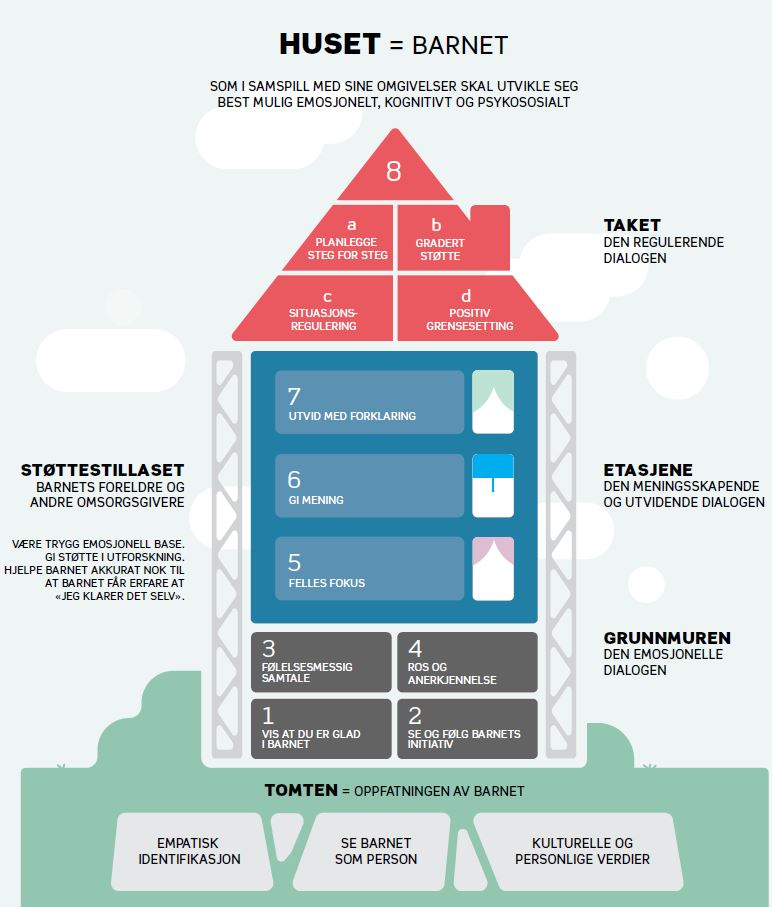 HUSET = BARNET
SOM I SAMSPILL MED SINE OMGIVELSER SKAL UTVIKLE SEG
BEST MULIG EMOSJONELT, KOGNITIVT OG PSYKOSOSIALT
8
a
PLANLEGGE
STEG FOR STEG
b
GRADERT
STØTTE
c
SITUASJONS-
REGULERING
d
POSITIV
GRENSESETTING
TAKET
DEN REGULERENDE
DIALOGEN
7
UTVID MED FORKLARING
6
GI MENING
5
FELLES FOKUS
STØTTESTILLASET
BARNETS FORELDRE OG
ANDRE OMSORGSGIVERE
VÆRE TRYGG EMOSJONELL BASE.
GI STØTTE I UTFORSKNING.
HJELPE BARNET AKKURAT NOK TIL
AT BARNET FÅR ERFARE AT
«JEG KLARER DET SELV».
ETASJENE
DEN MENINGSSKAPENDE
OG UTVIDENDE DIALOGEN
3
FØLELSESMESSIG
SAMTALE
4
ROS OG
ANERKJENNELSE
1
VIS AT DU ER GLAD
I BARNET
2
SE OG FØLG BARNETS
INITIATIV
GRUNNMUREN
DEN EMOSJONELLE
DIALOGEN
TOMTEN = OPPFATNINGEN AV BARNET
EMPATISK
IDENTIFIKASJON
SE BARNET
SOM PERSON
KULTURELLE OG
PERSONLIGE VERDIER